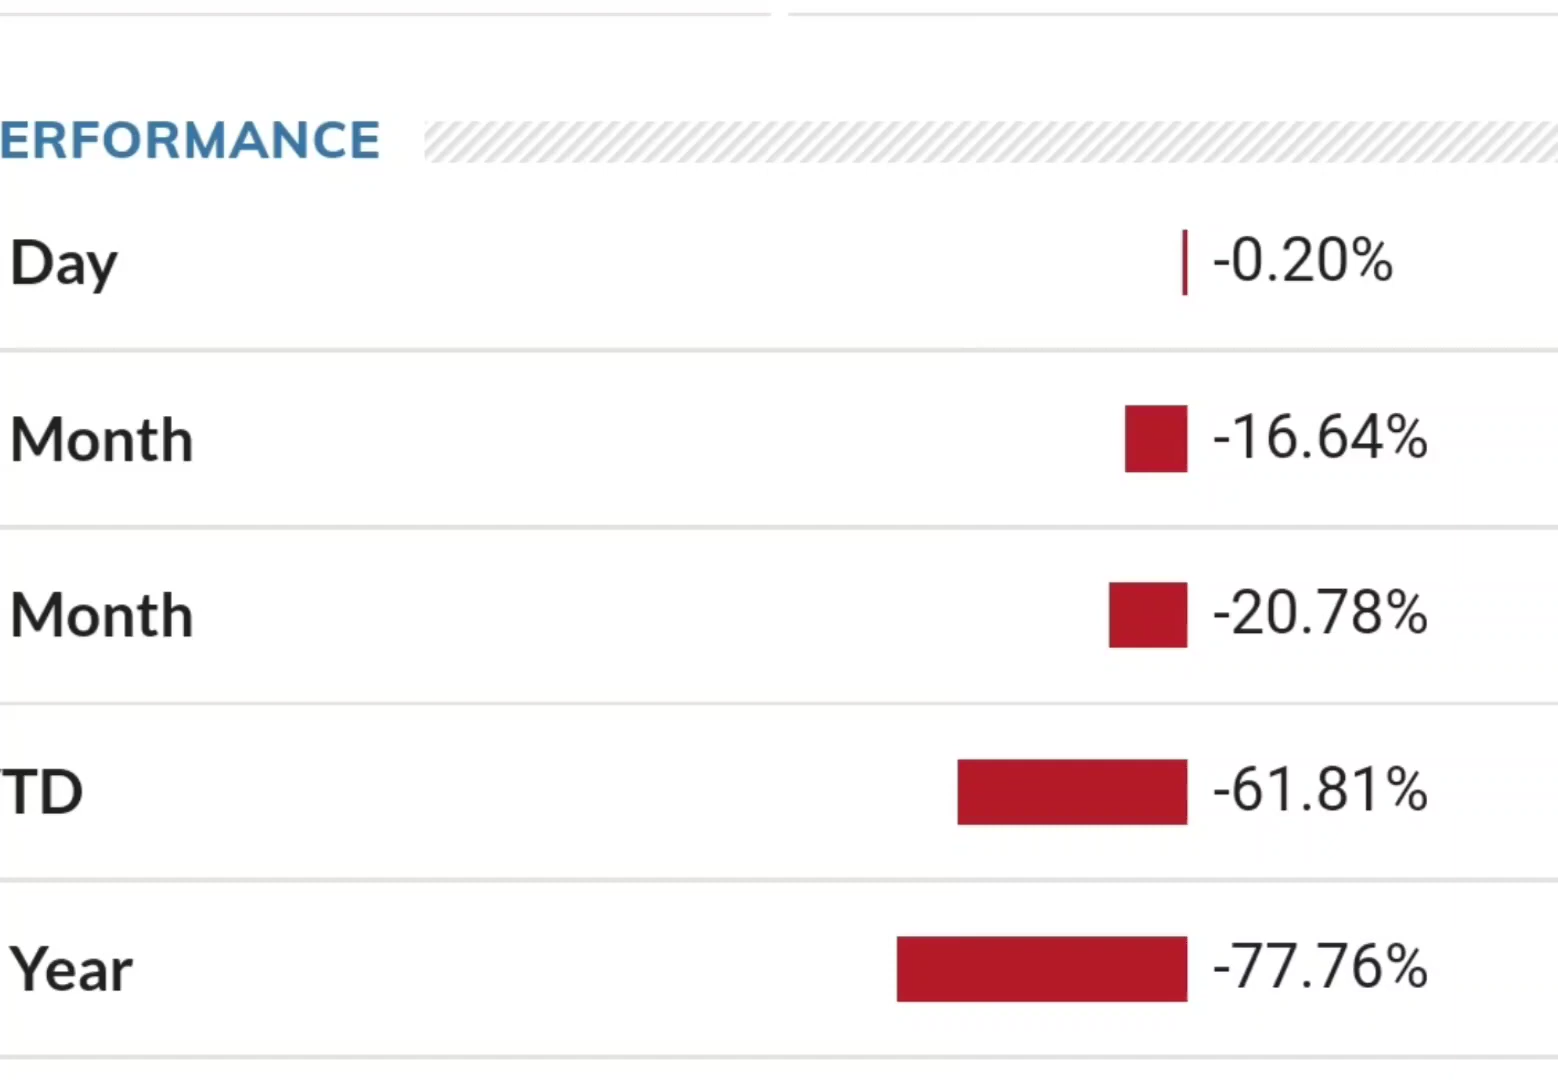 ERFORMANCE
Day -0.20%
Month -16.64%
Month -20.78%
TD -61.81%
Year -77.76%